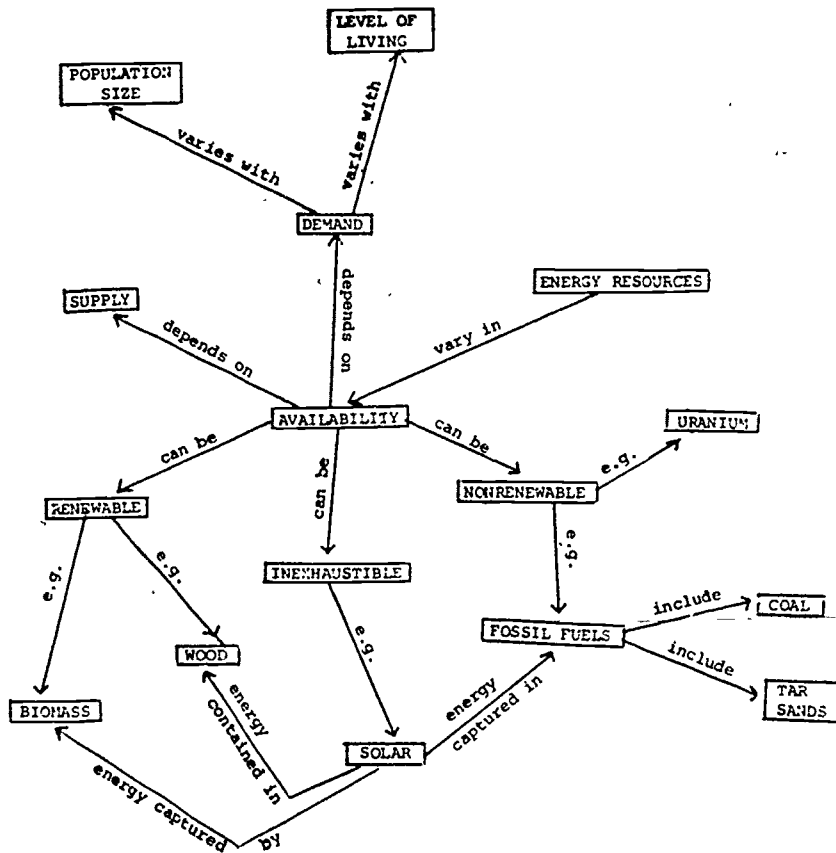 LEVEL OF
LIVING
POPULATION
SIZE
varies with
varies with
DEMAND
depends on
ENERGY RESOURCES
SUPPLY
depends on
vary in
AVAILABILITY
can be
can be
can be
URANIUM
e.g.
NONRENEWABLE
RENEWABLE
e.g.
e.g.
e.g.
INEXHAUSTIBLE
include
COAL
FOSSIL FUELS
e.g.
include
WOOD
TAR
SANDS
BIOMASS
energy
contained in
energy
captured in
SOLAR
energy captured
by